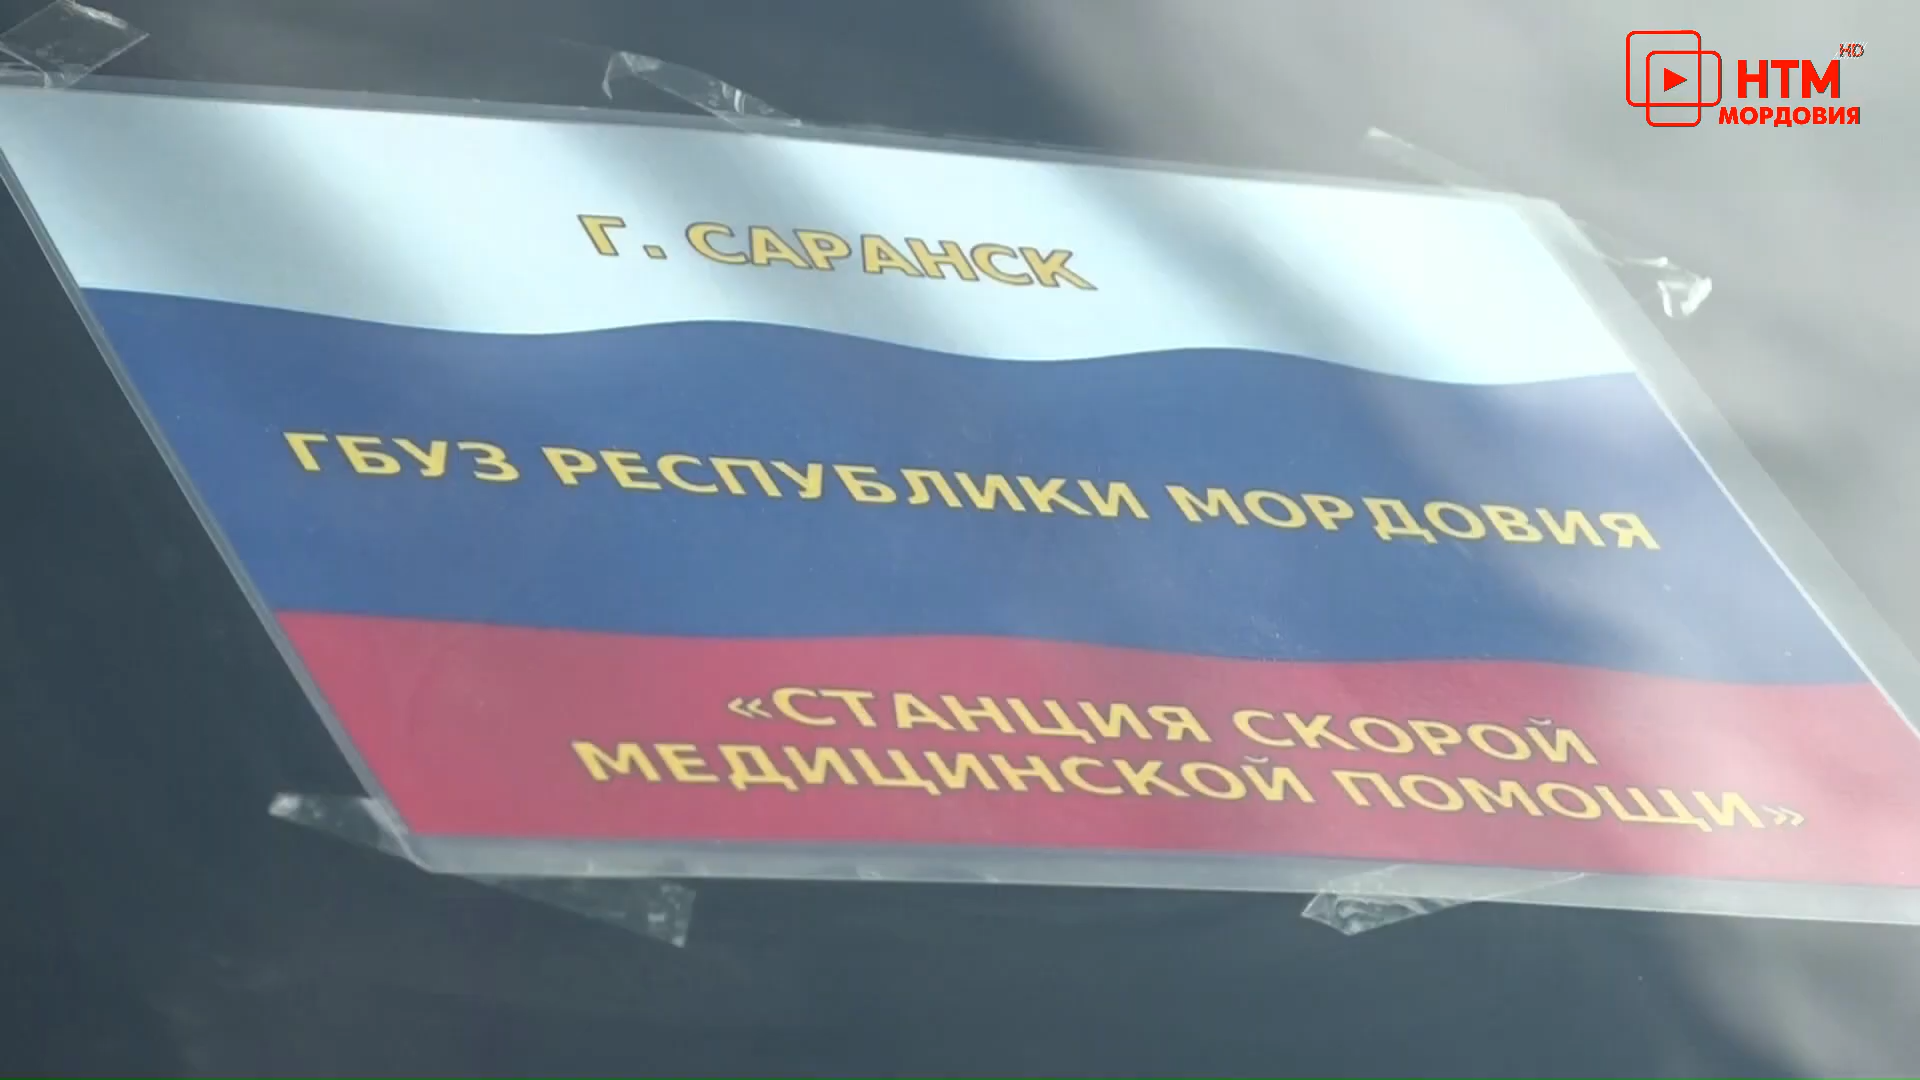 HD
НТМ
МОРДОВИЯ
Г. САРАНСК
ГБУЗ РЕСПУБЛИКИ МОРДОВИЯ
«СТАНЦИЯ СКОРОЙ
МЕДИЦИНСКОЙ ПОМОЩИ»